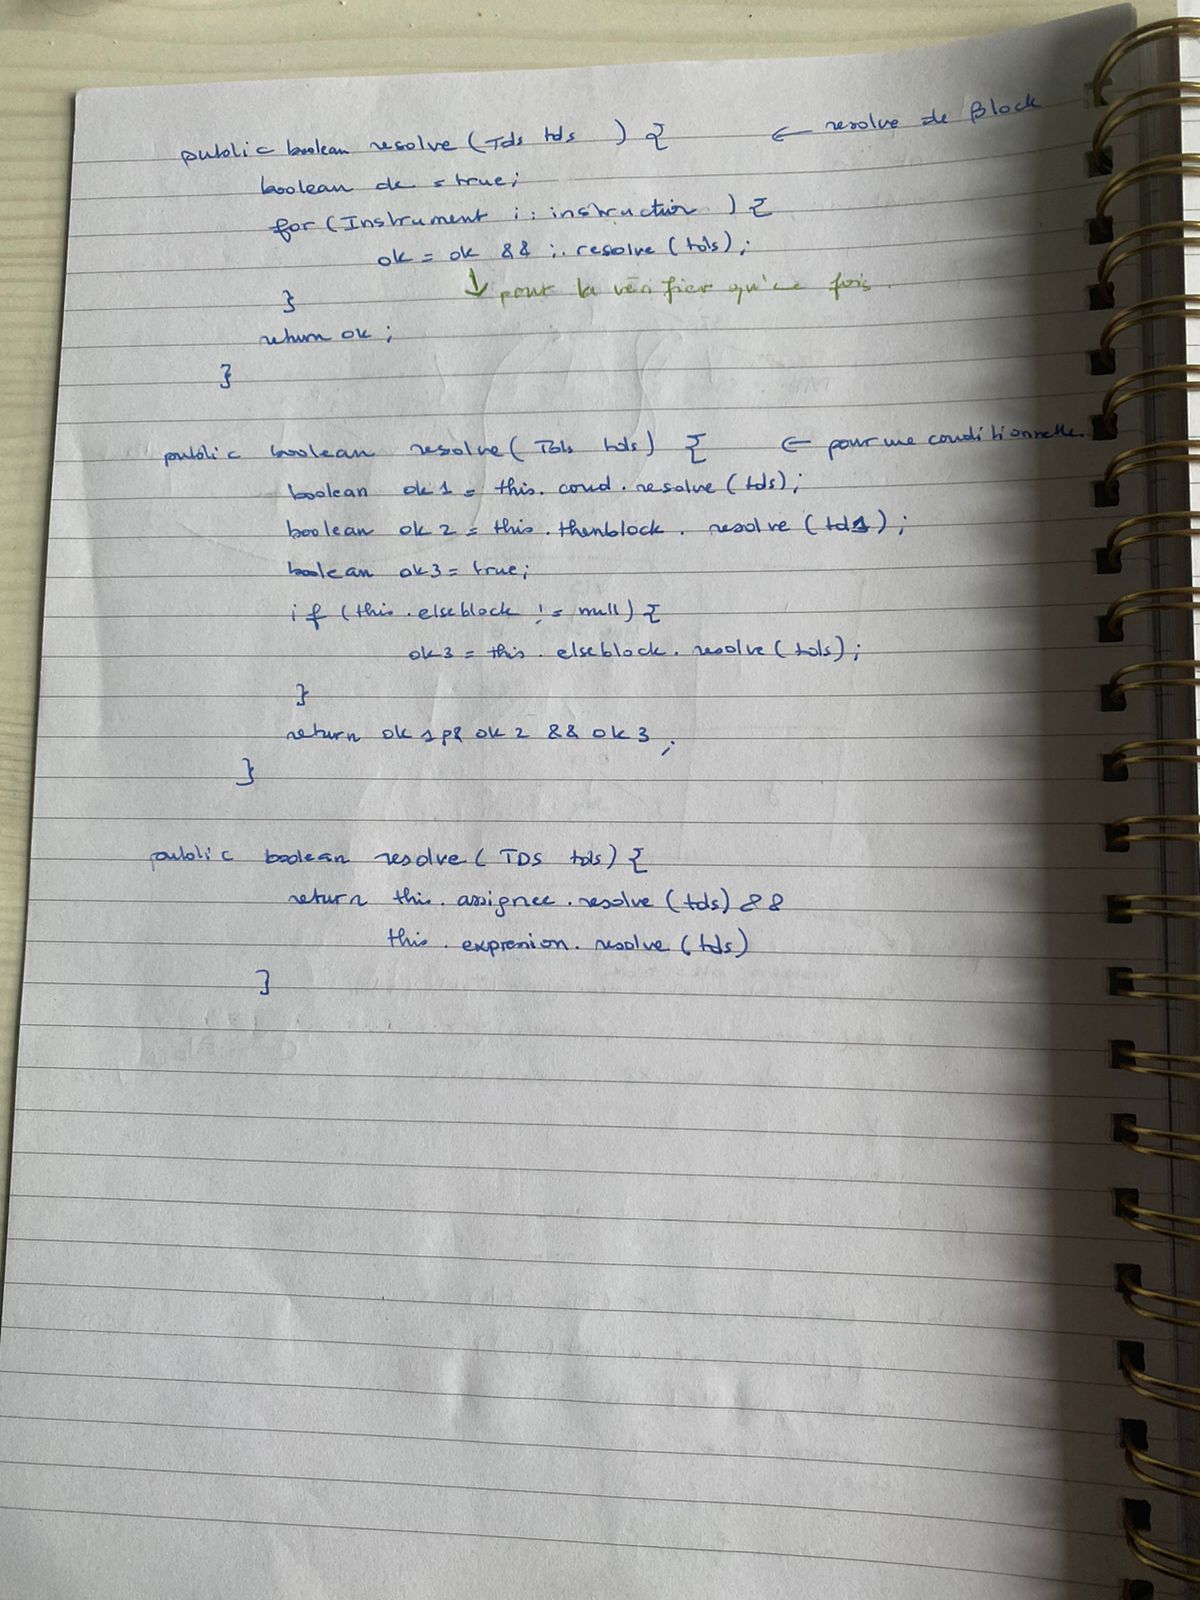 public boolean resolve (Tds tds ) { ← resolve de Block
boolean ok = true;
for (Instrument i : instruction ) {
ok = ok && i. resolve (tds);
↓ pour la vérifier qu'une fois.
}
return ok ;
}
public boolean resolve ( Tds tds) { ← pour une conditionnelle.
boolean ok 1 = this. cond . resolve (tds);
boolean ok 2 = this . thenblock . resolve (tds);
boolean ok3 = true;
if (this .elseblock != null) {
ok 3 = this . elseblock. resolve (tds);
}
return ok 1 && ok 2 && ok 3 ;
}
public boolean resolve ( TDS tds) {
return this. assignee .resolve (tds) &&
this . expression. resolve (tds)
}